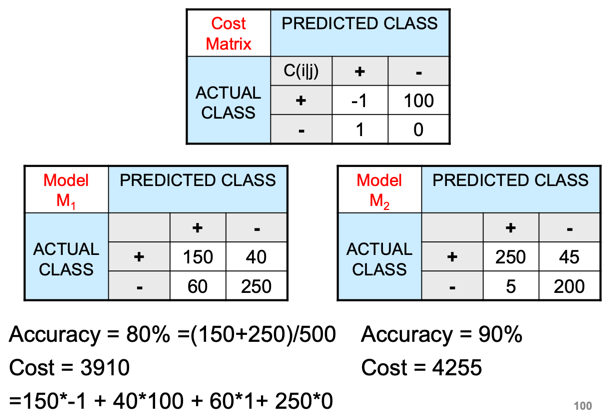 Cost Matrix PREDICTED CLASS
ACTUAL CLASS C(i|j) + -
+ -1 100
- 1 0
Model M₁ PREDICTED CLASS
ACTUAL CLASS + -
+ 150 40
- 60 250
Model M₂ PREDICTED CLASS
ACTUAL CLASS + -
+ 250 45
- 5 200
Accuracy = 80% =(150+250)/500
Cost = 3910
=150*-1 + 40*100 + 60*1+ 250*0
Accuracy = 90%
Cost = 4255
100